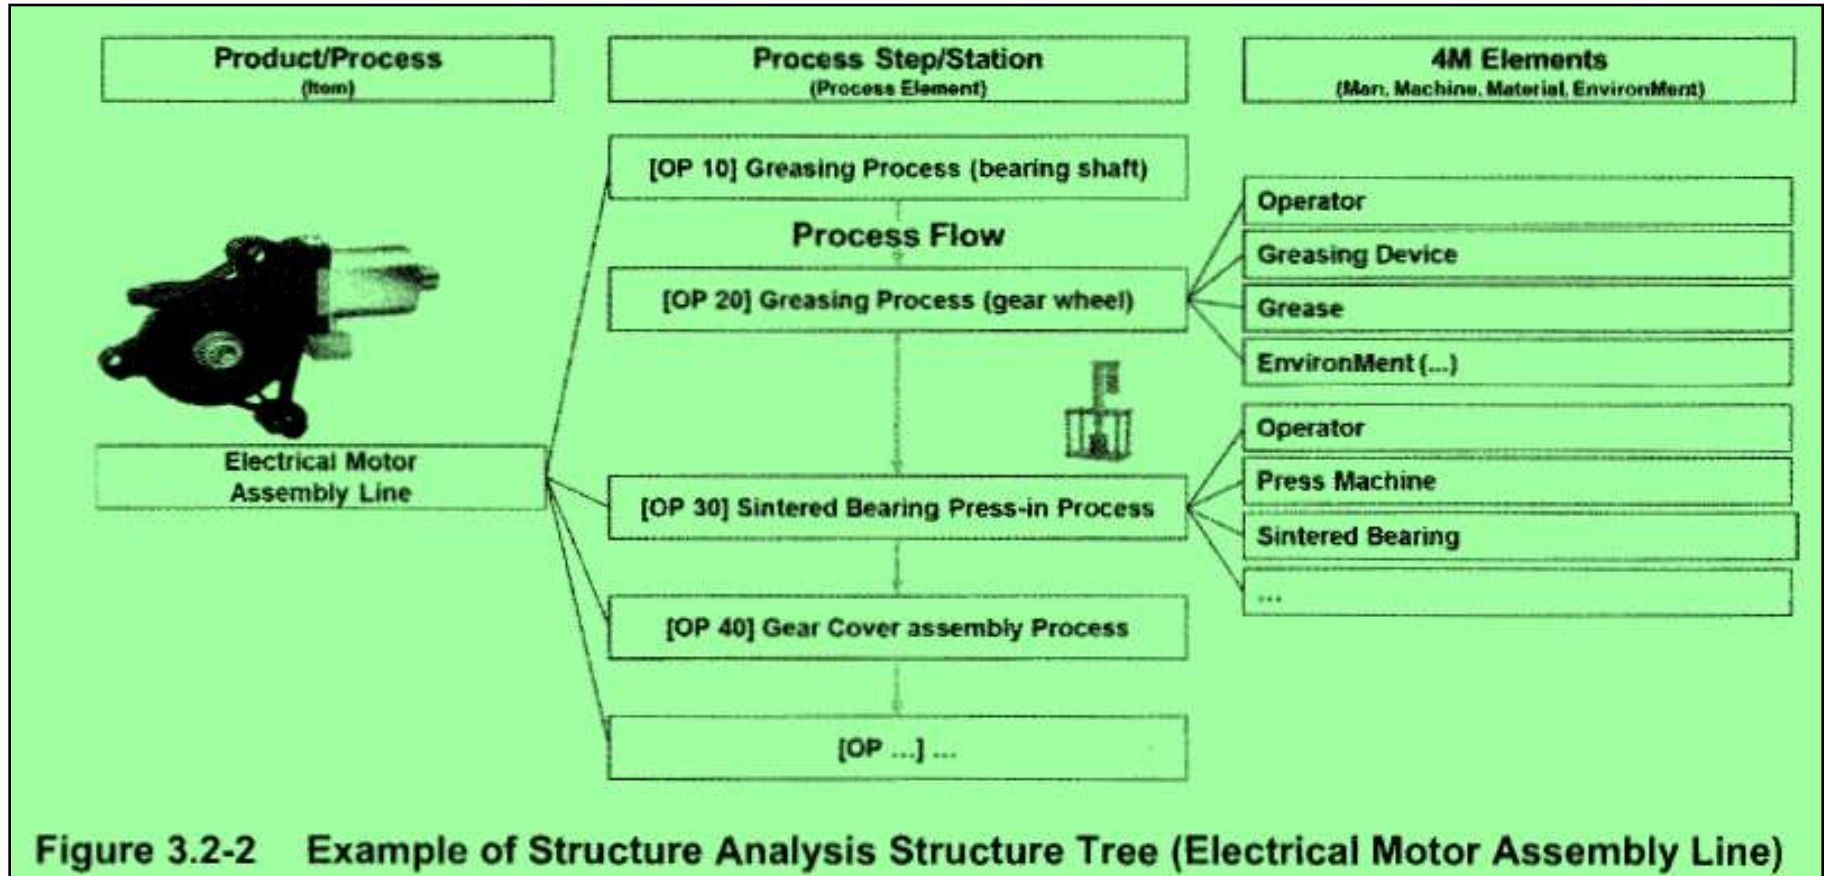 Product/Process
(Item)
Process Step/Station
(Process Element)
4M Elements
(Man, Machine, Material, EnvironMent)
[OP 10] Greasing Process (bearing shaft)
Process Flow
[OP 20] Greasing Process (gear wheel)
Operator
Greasing Device
Grease
EnvironMent (...)
Electrical Motor
Assembly Line
[OP 30] Sintered Bearing Press-in Process
Operator
Press Machine
Sintered Bearing
...
[OP 40] Gear Cover assembly Process
[OP ...] ...
Figure 3.2-2 Example of Structure Analysis Structure Tree (Electrical Motor Assembly Line)